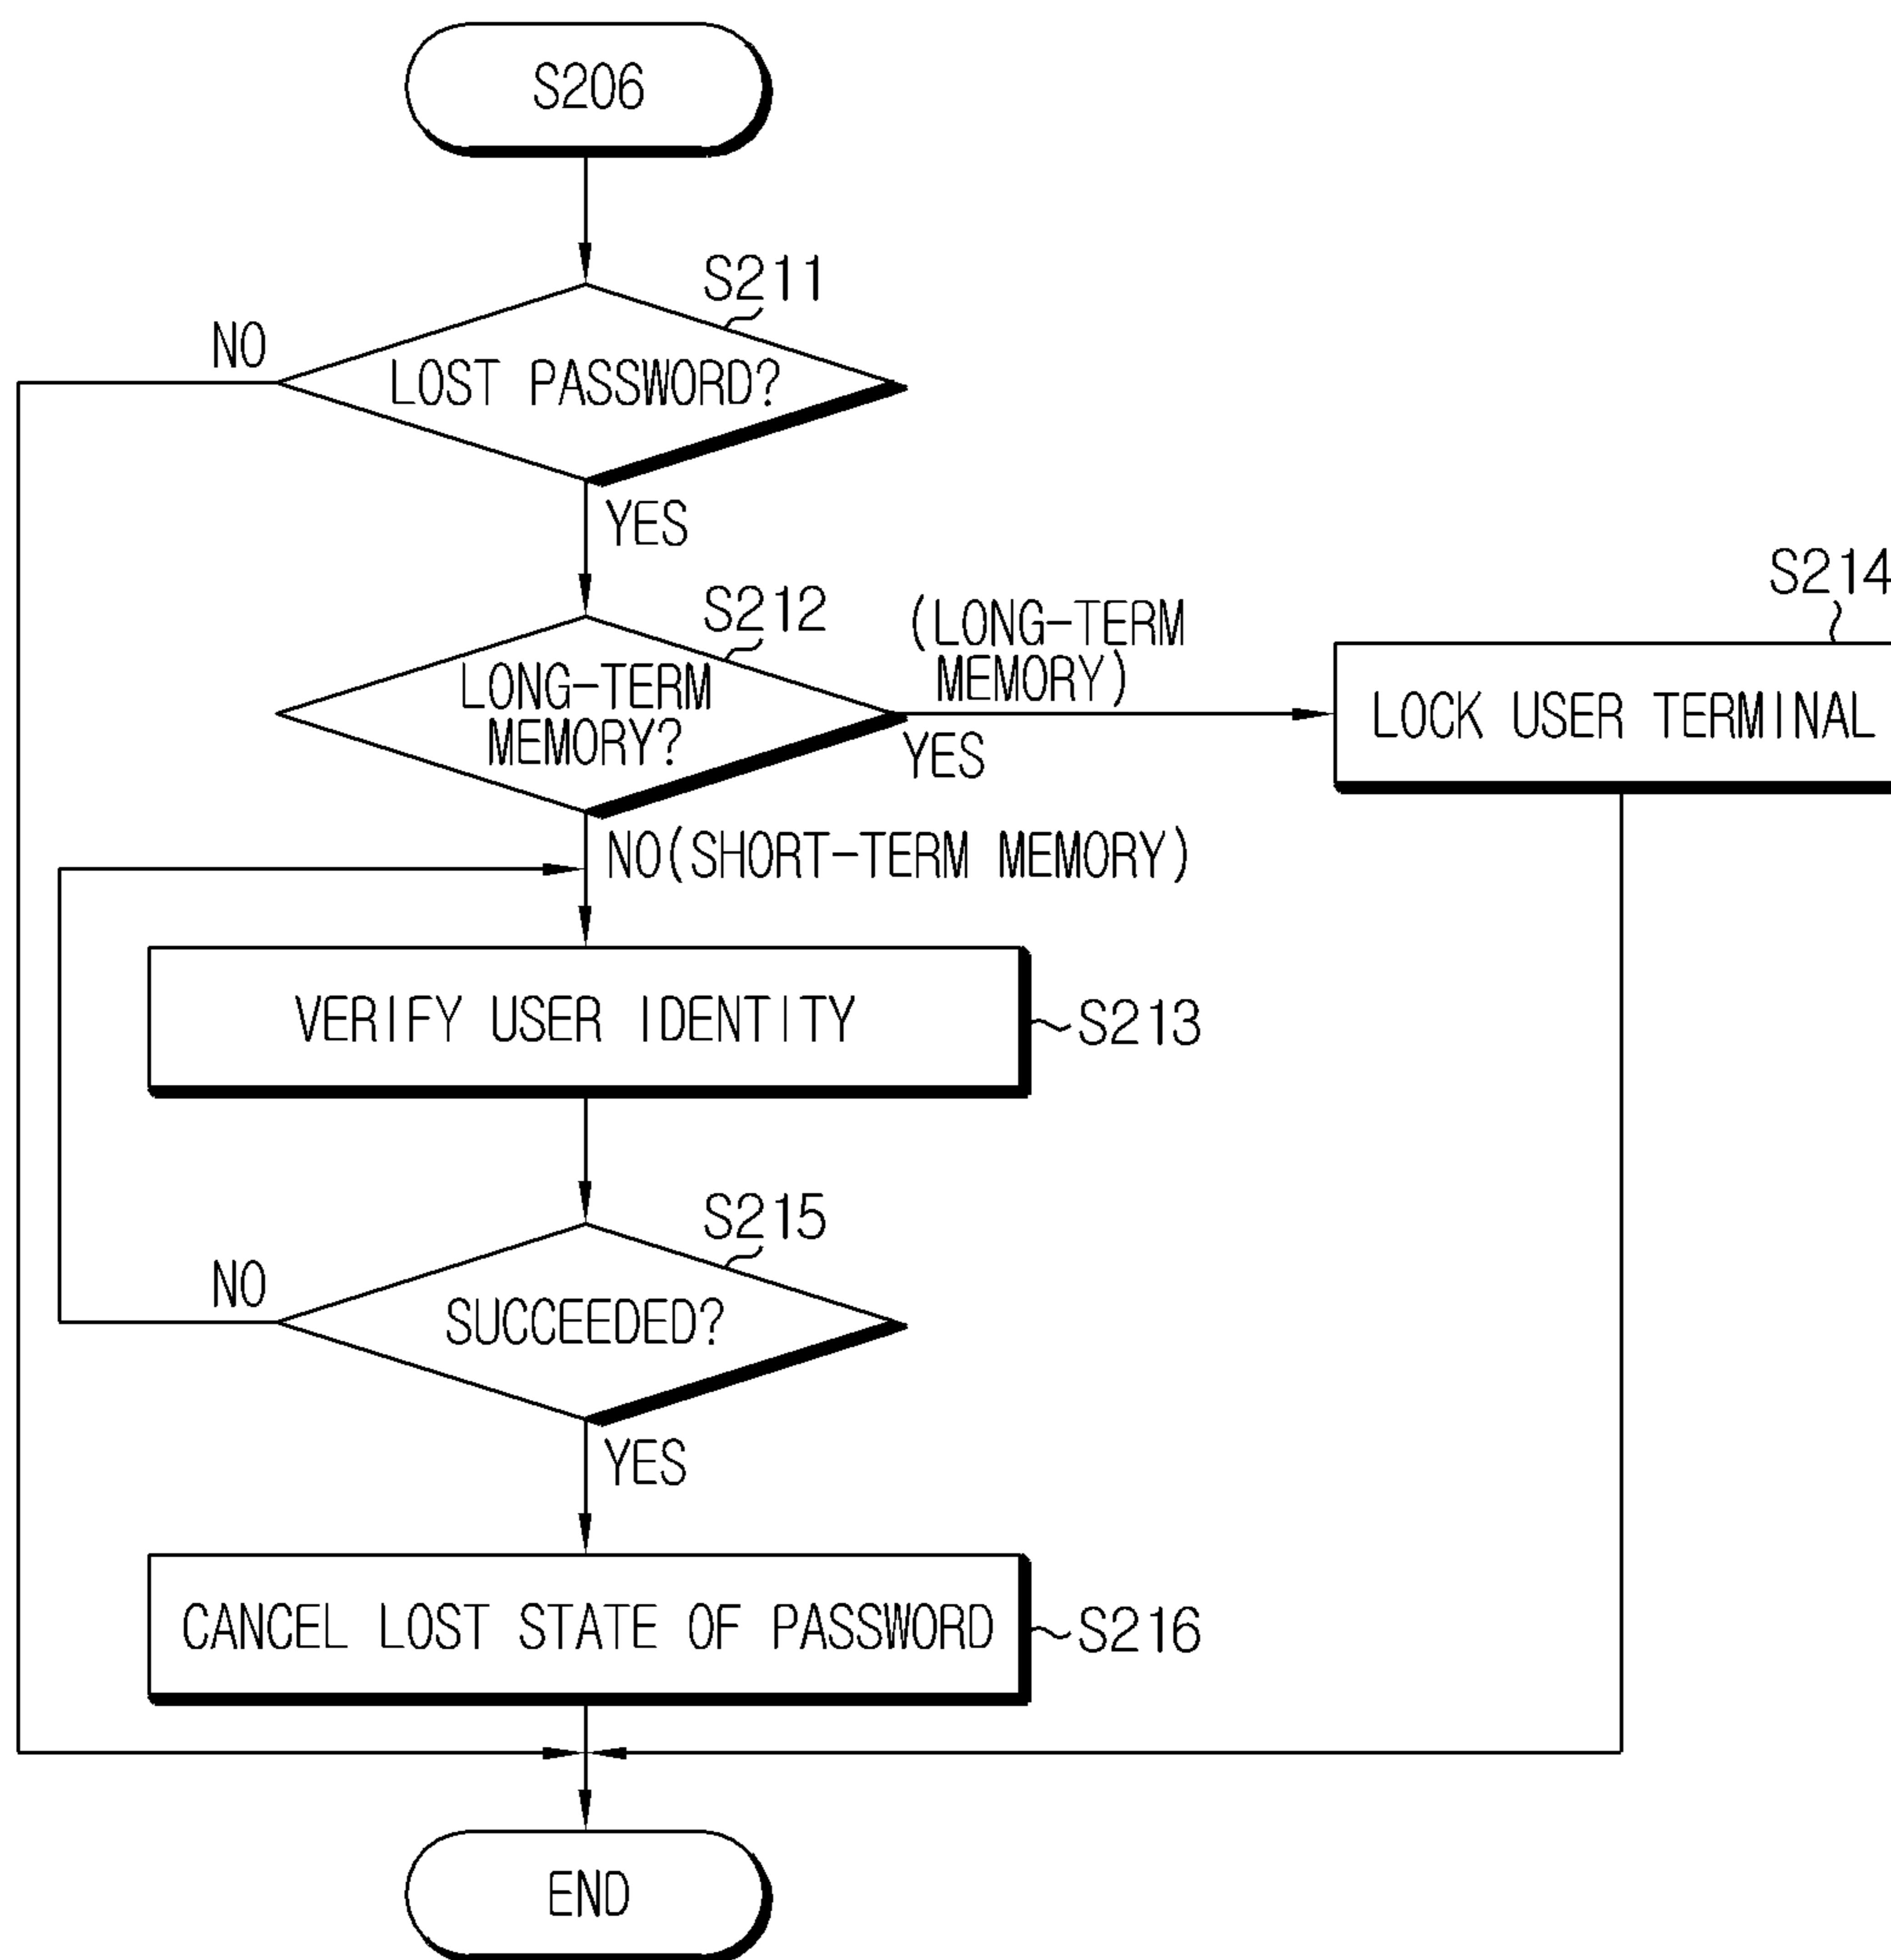 S206
S211
NO
LOST PASSWORD?
YES
S212
LONG-TERM
MEMORY?
(LONG-TERM
MEMORY)
YES
S214
LOCK USER TERMINAL
NO(SHORT-TERM MEMORY)
VERIFY USER IDENTITY
S213
S215
NO
SUCCEEDED?
YES
CANCEL LOST STATE OF PASSWORD
S216
END